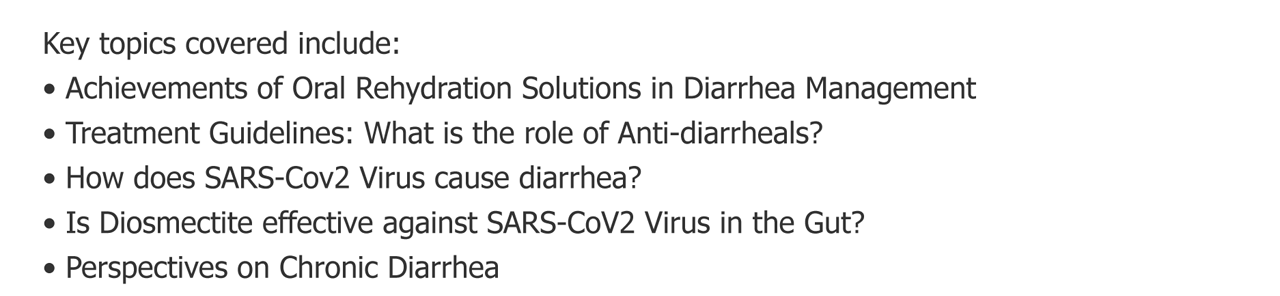 Key topics covered include:
• Achievements of Oral Rehydration Solutions in Diarrhea Management
• Treatment Guidelines: What is the role of Anti-diarrheals?
• How does SARS-Cov2 Virus cause diarrhea?
• Is Diosmectite effective against SARS-CoV2 Virus in the Gut?
• Perspectives on Chronic Diarrhea